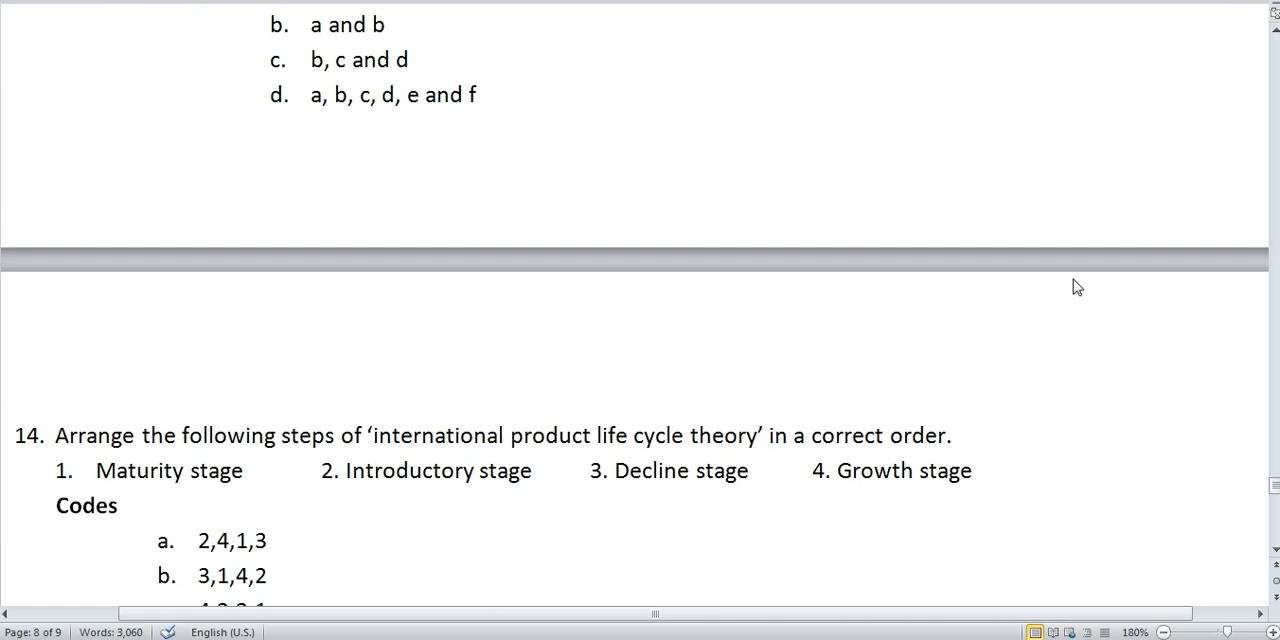 b. a and b
c. b, c and d
d. a, b, c, d, e and f
14. Arrange the following steps of ‘international product life cycle theory’ in a correct order.
1. Maturity stage 2. Introductory stage 3. Decline stage 4. Growth stage
Codes
a. 2,4,1,3
b. 3,1,4,2
Page: 8 of 9 Words: 3,060 English (U.S.) 180%